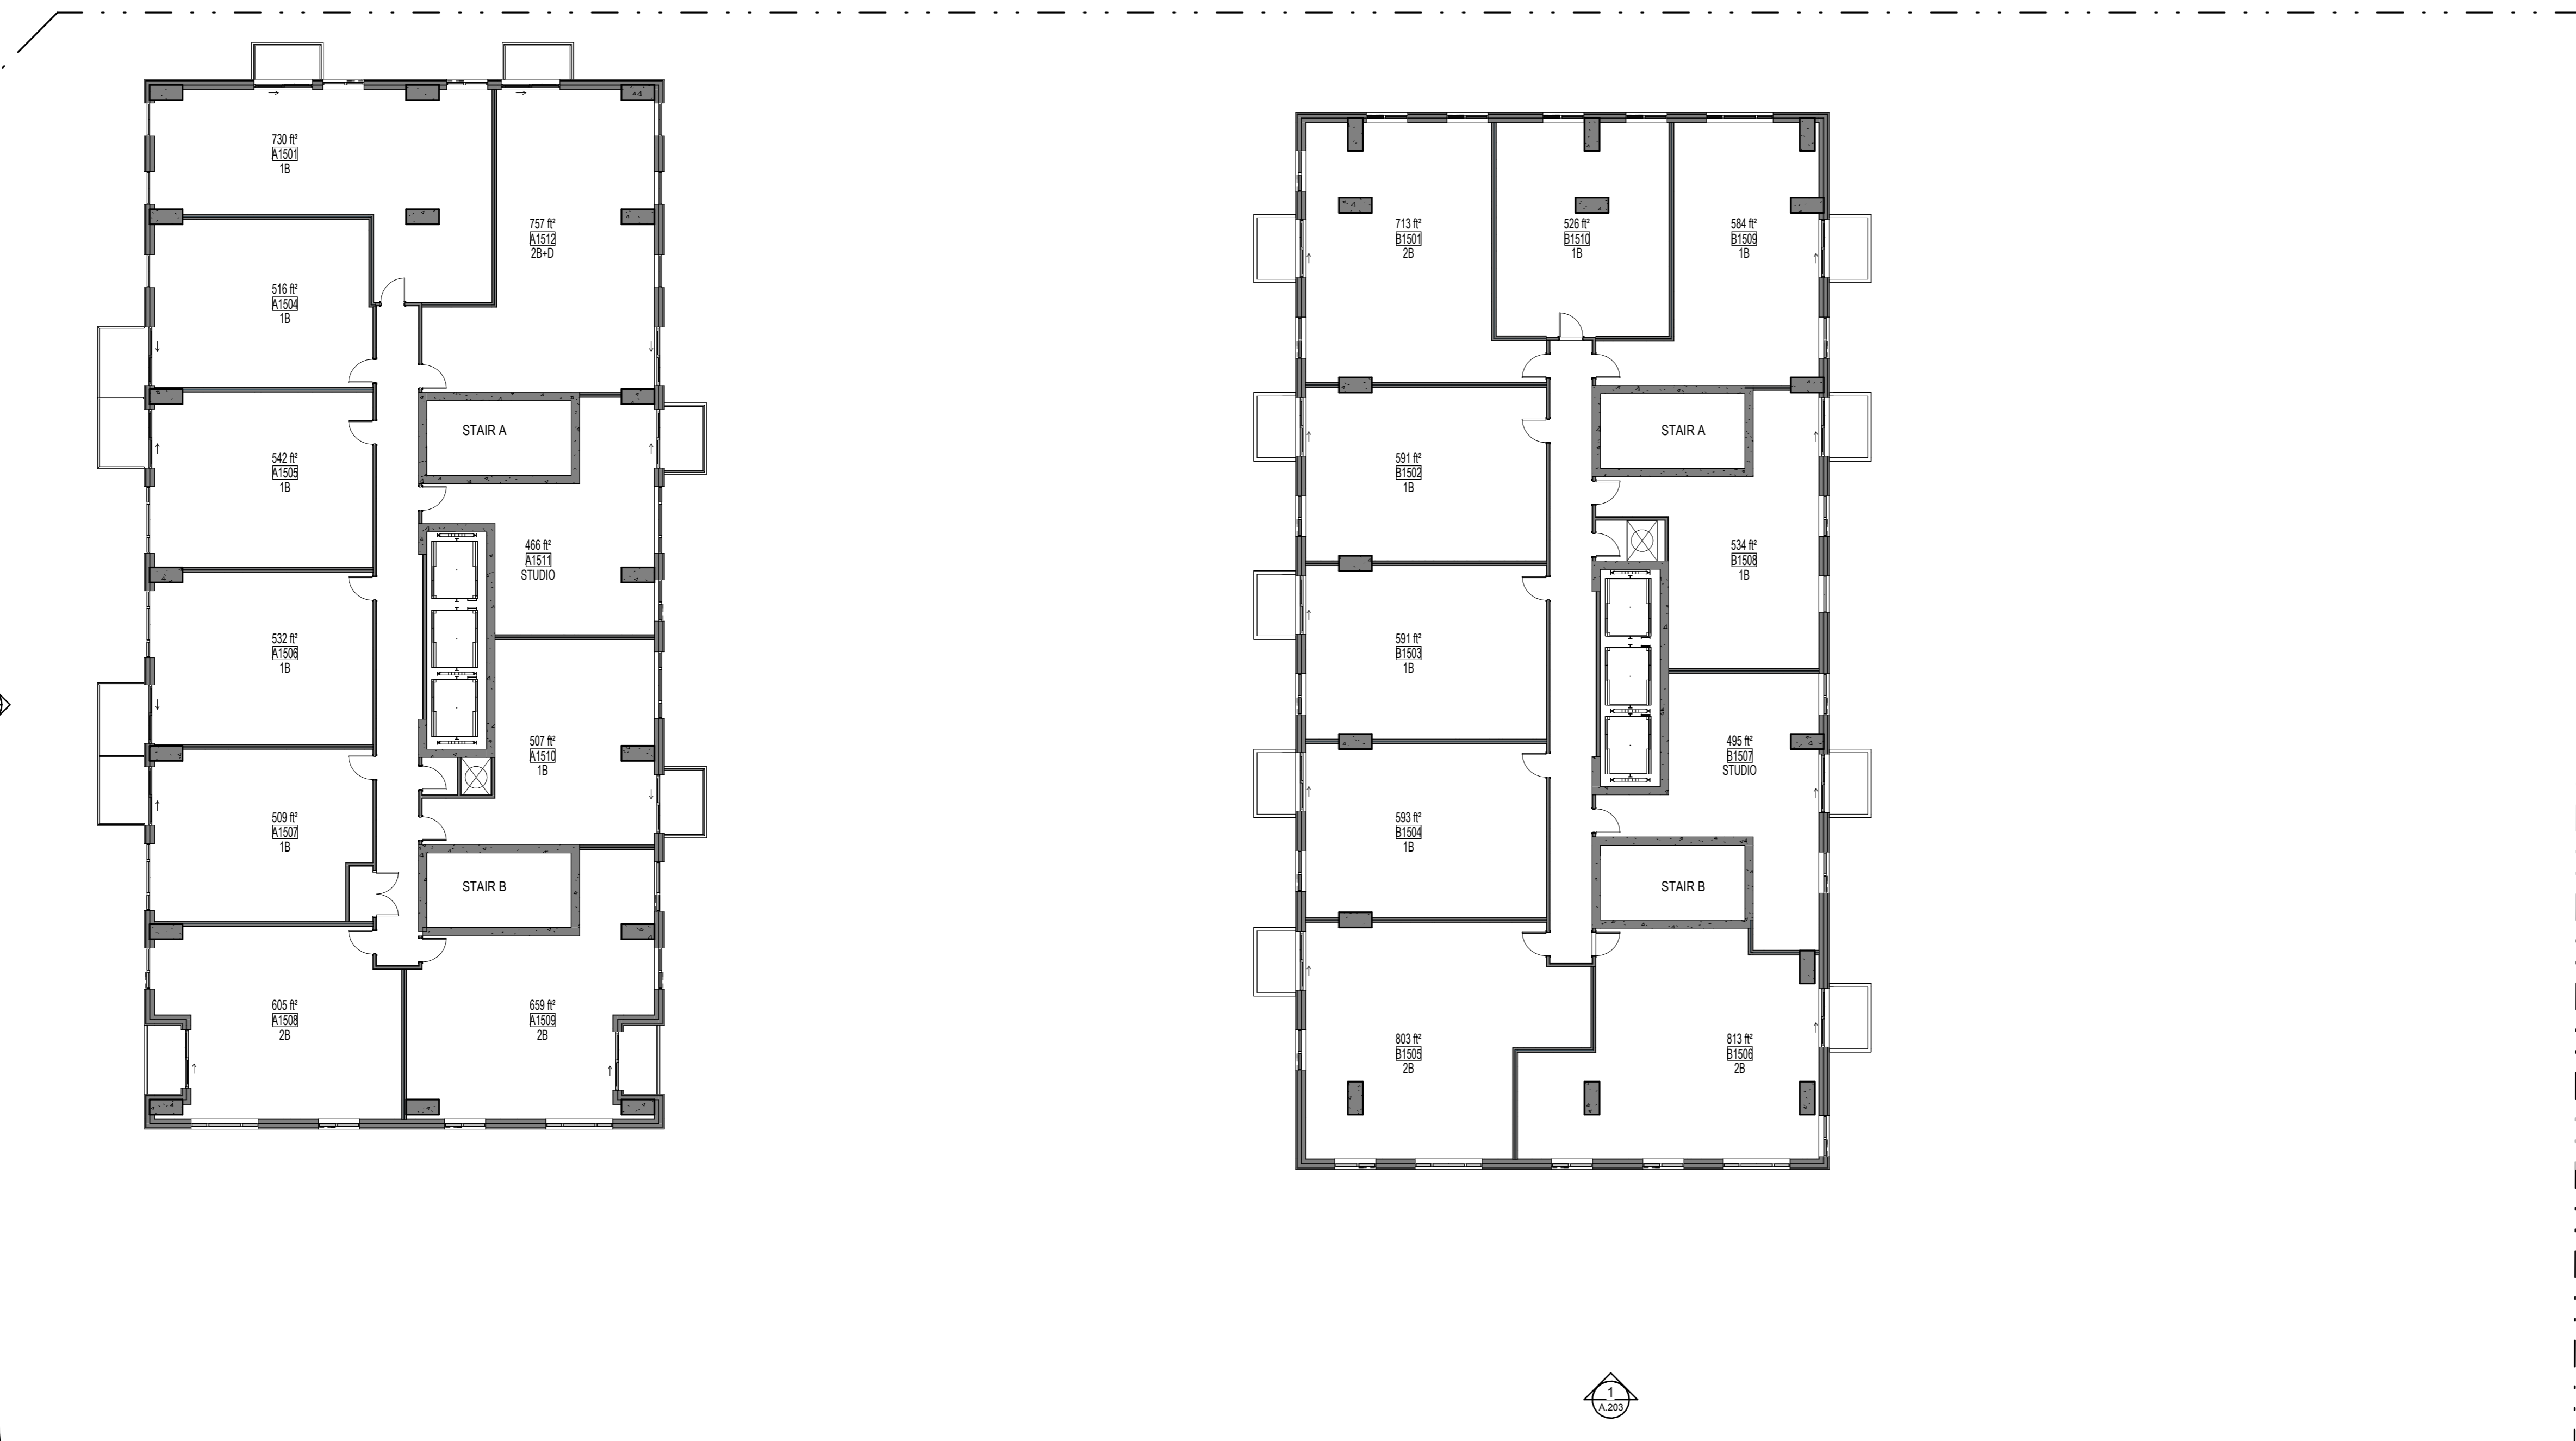 730 ft²
A1501
1B
757 ft²
A1512
2B+D
516 ft²
A1504
1B
STAIR A
542 ft²
A1505
1B
466 ft²
A1511
STUDIO
532 ft²
A1506
1B
507 ft²
A1510
1B
509 ft²
A1507
1B
STAIR B
605 ft²
A1508
2B
659 ft²
A1509
2B
713 ft²
B1501
2B
526 ft²
B1510
1B
584 ft²
B1509
1B
STAIR A
591 ft²
B1502
1B
534 ft²
B1508
1B
591 ft²
B1503
1B
495 ft²
B1507
STUDIO
593 ft²
B1504
1B
STAIR B
803 ft²
B1505
2B
813 ft²
B1506
2B
1
A.203